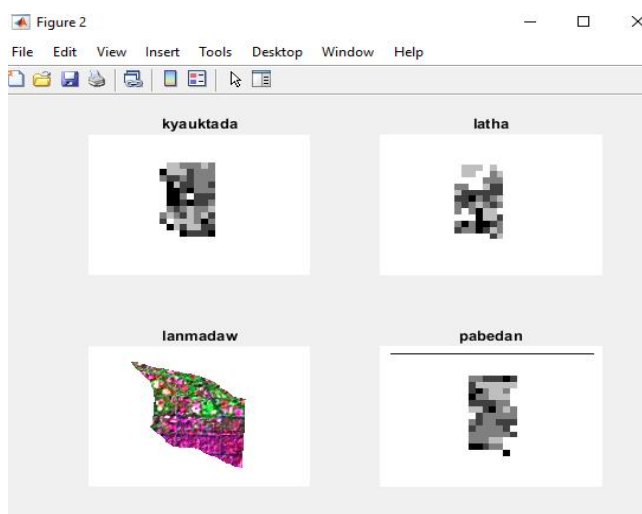 Figure 2
File Edit View Insert Tools Desktop Window Help
kyauktada latha
lanmadaw pabedan